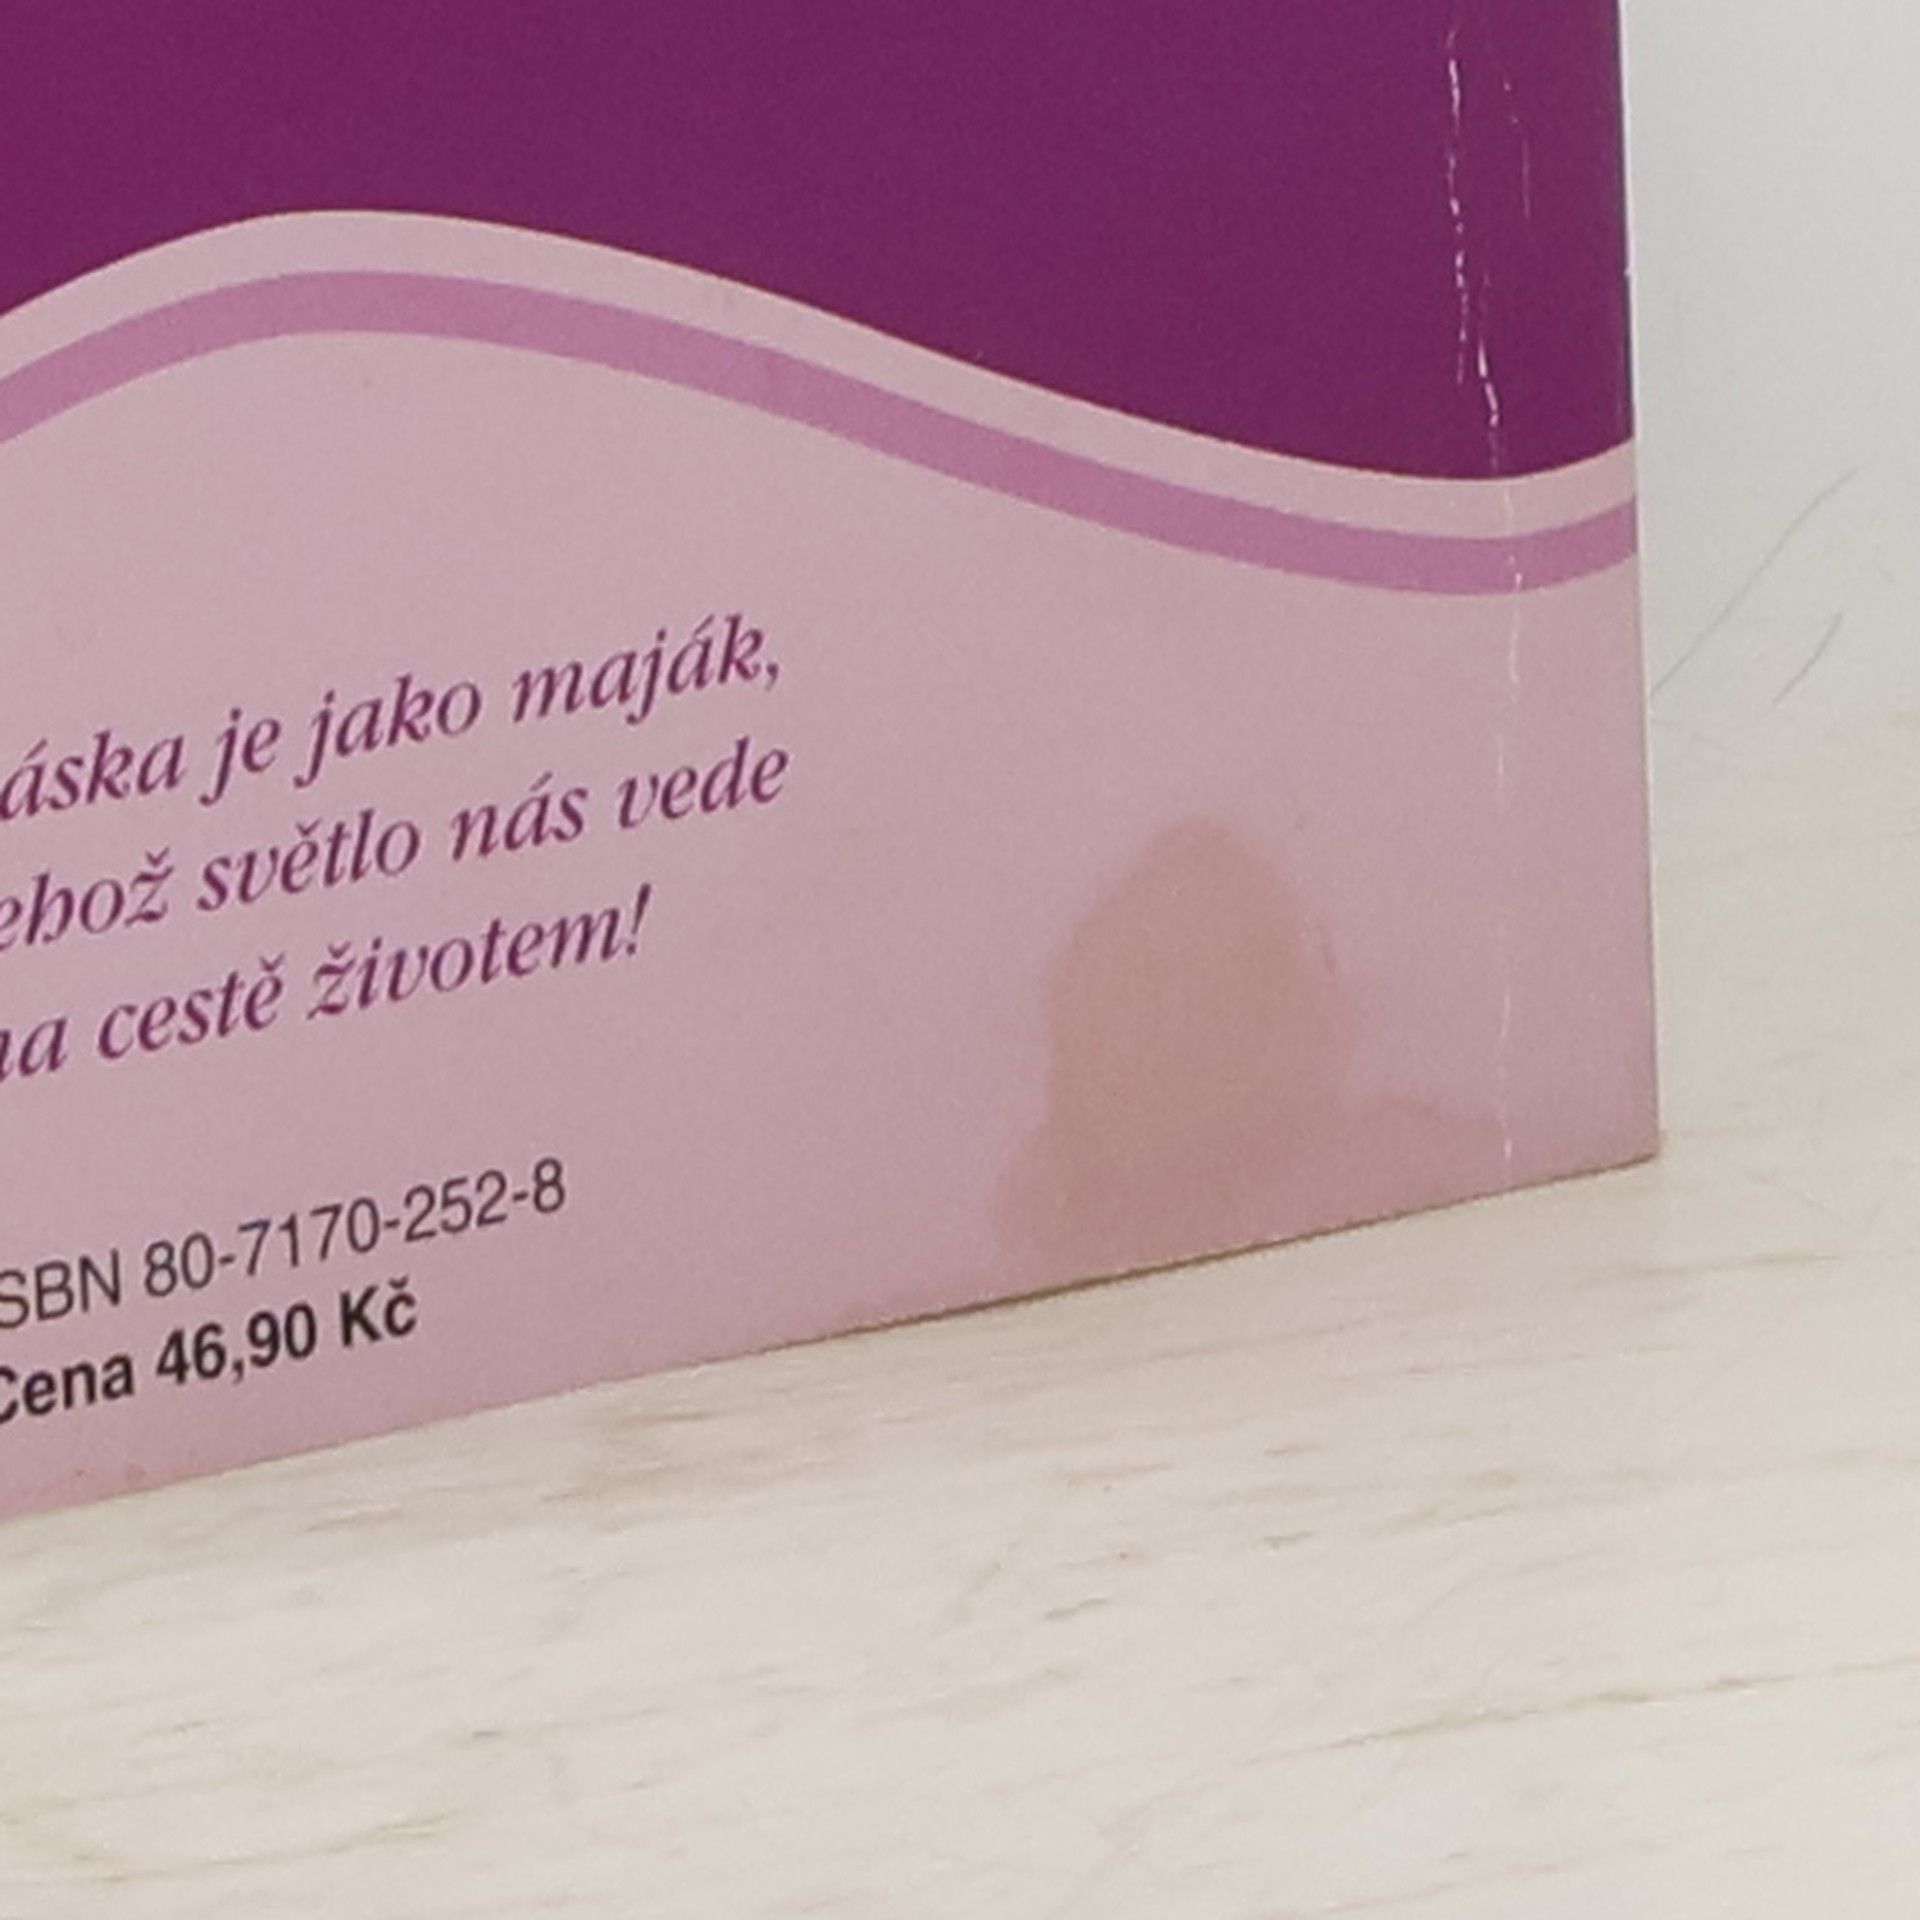 áska je jako maják,
ehož světlo nás vede
na cestě životem!
SBN 80-7170-252-8
Cena 46,90 Kč